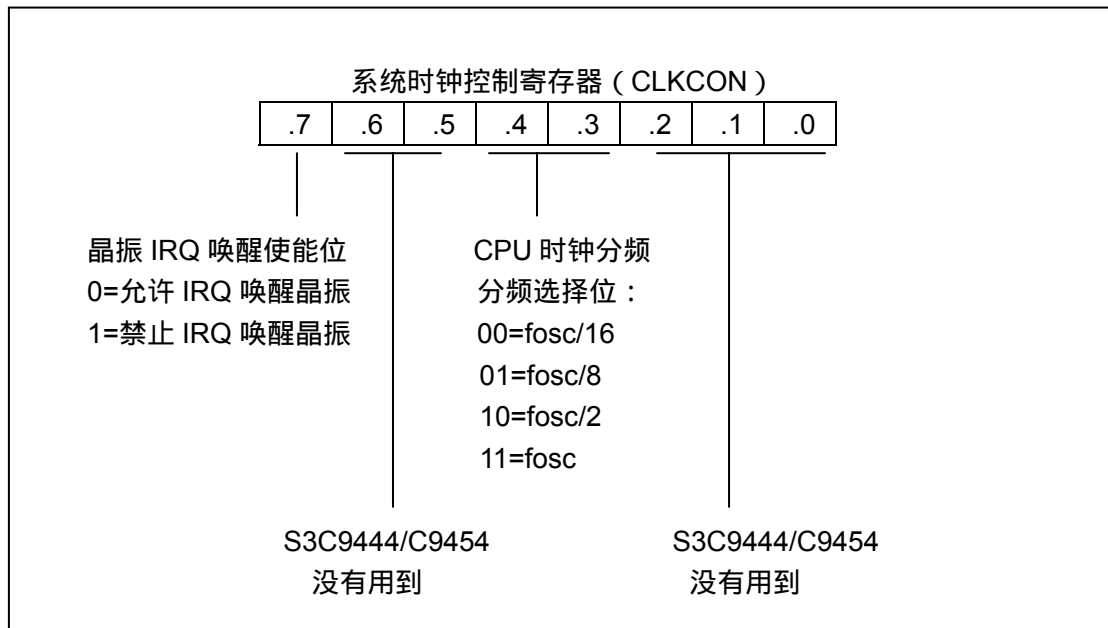 系统时钟控制寄存器（CLKCON）
.7 .6 .5 .4 .3 .2 .1 .0
晶振 IRQ 唤醒使能位
0=允许 IRQ 唤醒晶振
1=禁止 IRQ 唤醒晶振
CPU 时钟分频
分频选择位：
00=fosc/16
01=fosc/8
10=fosc/2
11=fosc
S3C9444/C9454
没有用到
S3C9444/C9454
没有用到